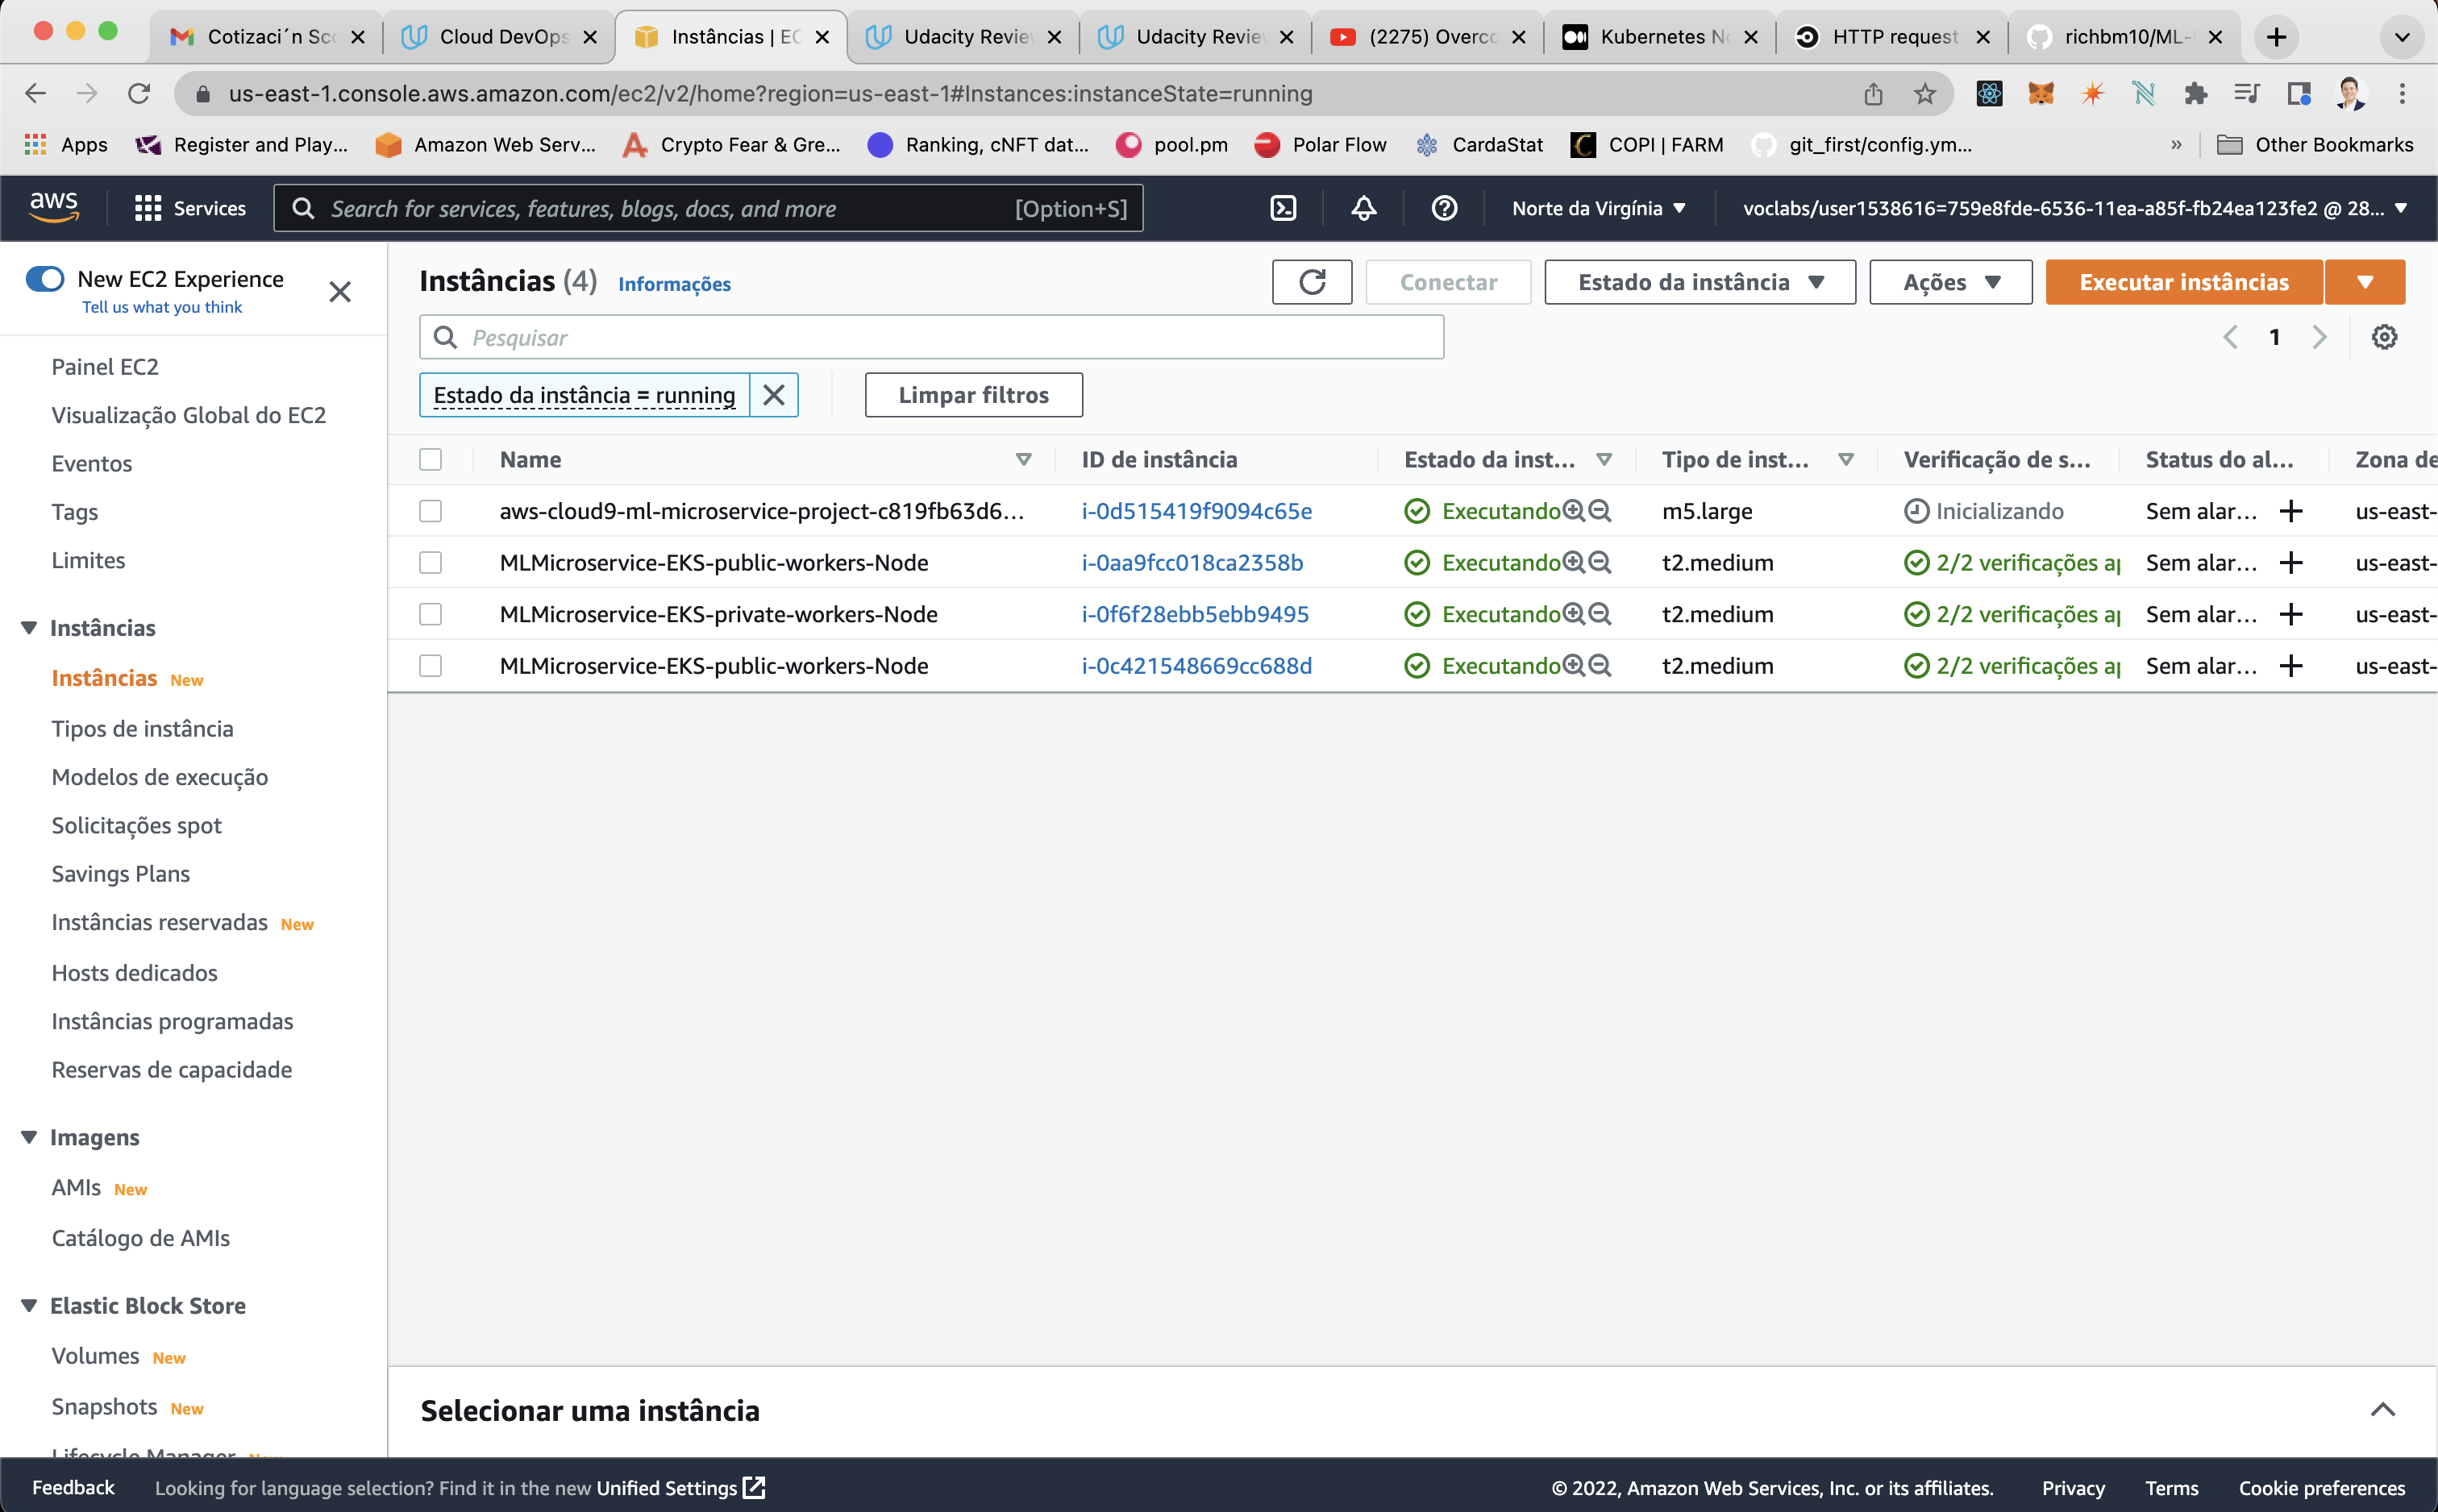 Cotizaci´n Sco
Cloud DevOps
Instâncias | EC
Udacity Revie
Udacity Revie
(2275) Overco
Kubernetes No
HTTP request
richbm10/ML-
us-east-1.console.aws.amazon.com/ec2/v2/home?region=us-east-1#Instances:instanceState=running
Apps
Register and Play...
Amazon Web Serv...
Crypto Fear & Gre...
Ranking, cNFT dat...
pool.pm
Polar Flow
CardaStat
COPI | FARM
git_first/config.ym...
»
Other Bookmarks
aws
Services
Search for services, features, blogs, docs, and more
[Option+S]
Norte da Virgínia
voclabs/user1538616=759e8fde-6536-11ea-a85f-fb24ea123fe2 @ 28...
New EC2 Experience
Tell us what you think
Painel EC2
Visualização Global do EC2
Eventos
Tags
Limites
Instâncias
Instâncias New
Tipos de instância
Modelos de execução
Solicitações spot
Savings Plans
Instâncias reservadas New
Hosts dedicados
Instâncias programadas
Reservas de capacidade
Imagens
AMIs New
Catálogo de AMIs
Elastic Block Store
Volumes New
Snapshots New
Lifecycle Manager New
Instâncias (4) Informações
Conectar
Estado da instância
Ações
Executar instâncias
Pesquisar
1
Estado da instância = running
Limpar filtros
Name ID de instância Estado da inst... Tipo de inst... Verificação de s... Status do al... Zona de
aws-cloud9-ml-microservice-project-c819fb63d6... i-0d515419f9094c65e Executando m5.large Inicializando Sem alar... + us-east-
MLMicroservice-EKS-public-workers-Node i-0aa9fcc018ca2358b Executando t2.medium 2/2 verificações ap Sem alar... + us-east-
MLMicroservice-EKS-private-workers-Node i-0f6f28ebb5ebb9495 Executando t2.medium 2/2 verificações ap Sem alar... + us-east-
MLMicroservice-EKS-public-workers-Node i-0c421548669cc688d Executando t2.medium 2/2 verificações ap Sem alar... + us-east-
Selecionar uma instância
Feedback
Looking for language selection? Find it in the new Unified Settings
© 2022, Amazon Web Services, Inc. or its affiliates.
Privacy
Terms
Cookie preferences